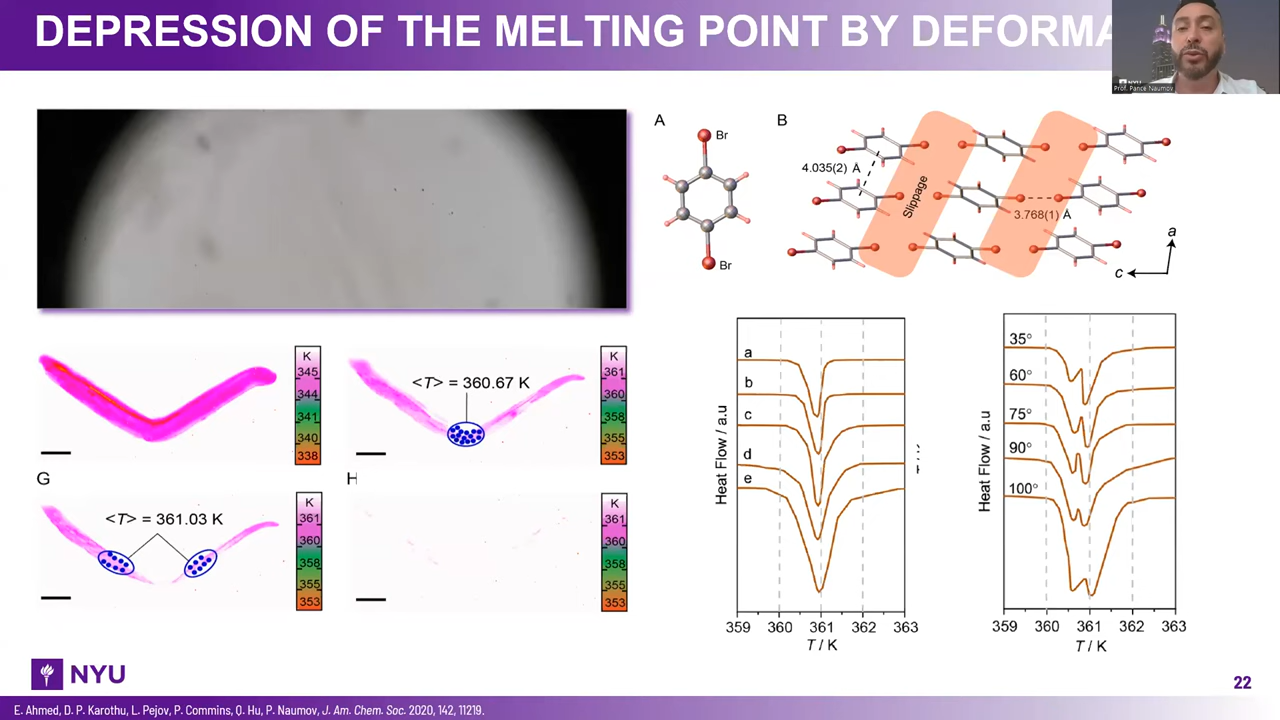 DEPRESSION OF THE MELTING POINT BY DEFORMA
NYU
Prof. Pance Naumov
A
Br
Br
B
4.035(2) Å
Slippage
3.768(1) Å
a
c
K
345
344
341
340
338
<T> = 360.67 K
K
361
360
358
355
353
G
<T> = 361.03 K
K
361
360
358
355
353
H
K
361
360
358
355
353
Heat Flow / a.u
a
b
c
d
e
359 360 361 362 363
T / K
Heat Flow / a.u
35°
60°
75°
90°
100°
359 360 361 362 363
T / K
NYU
22
E. Ahmed, D. P. Karothu, L. Pejov, P. Commins, Q. Hu, P. Naumov, J. Am. Chem. Soc. 2020, 142, 11219.